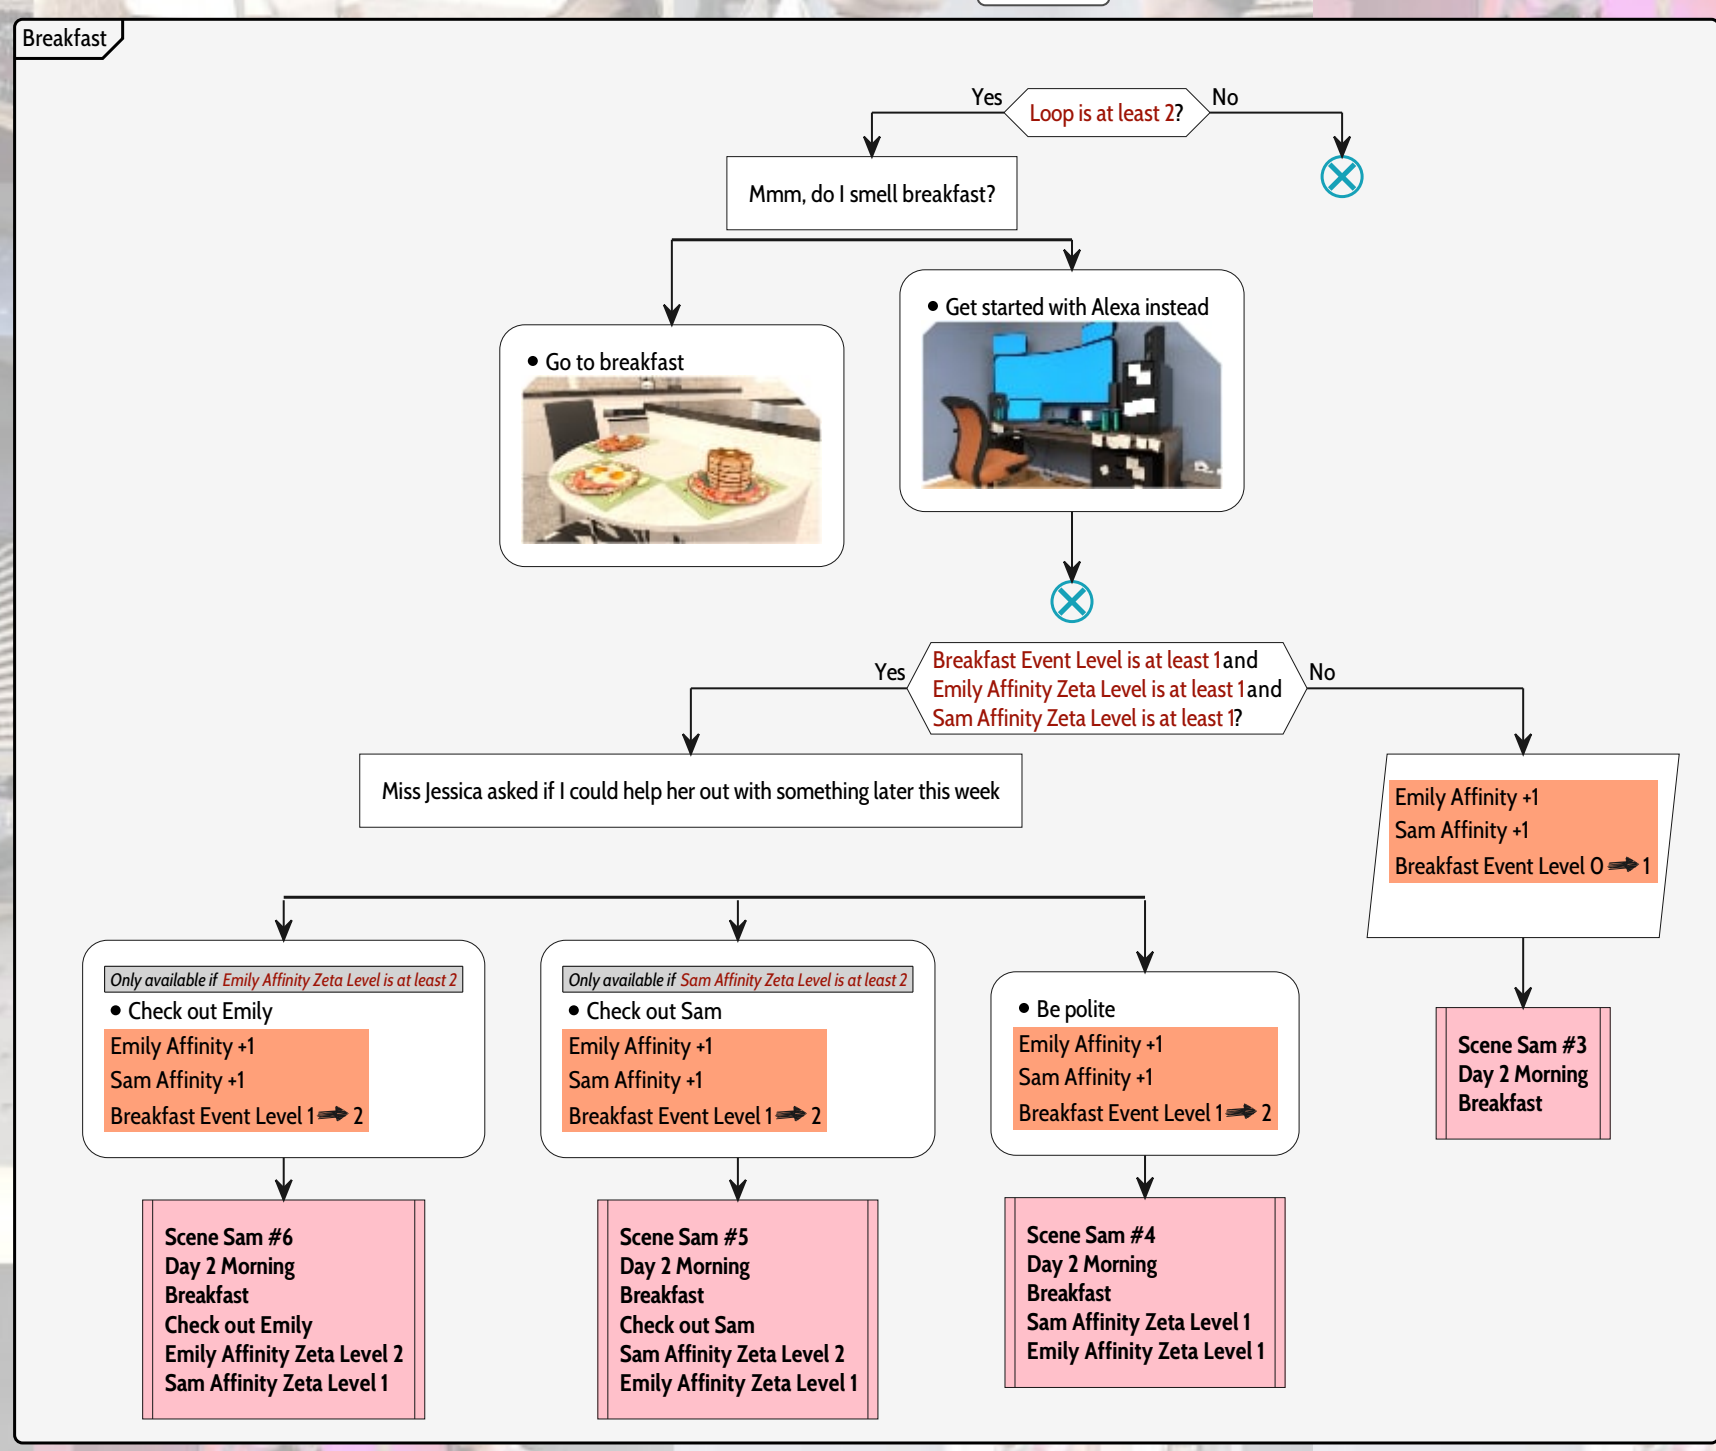 Breakfast
Yes
Loop is at least 2?
No
Mmm, do I smell breakfast?
• Get started with Alexa instead
• Go to breakfast
Yes
Breakfast Event Level is at least 1 and
Emily Affinity Zeta Level is at least 1 and
Sam Affinity Zeta Level is at least 1?
No
Miss Jessica asked if I could help her out with something later this week
Emily Affinity +1
Sam Affinity +1
Breakfast Event Level 0 ➡ 1
Scene Sam #3
Day 2 Morning
Breakfast
Only available if Emily Affinity Zeta Level is at least 2
• Check out Emily
Emily Affinity +1
Sam Affinity +1
Breakfast Event Level 1 ➡ 2
Only available if Sam Affinity Zeta Level is at least 2
• Check out Sam
Emily Affinity +1
Sam Affinity +1
Breakfast Event Level 1 ➡ 2
• Be polite
Emily Affinity +1
Sam Affinity +1
Breakfast Event Level 1 ➡ 2
Scene Sam #6
Day 2 Morning
Breakfast
Check out Emily
Emily Affinity Zeta Level 2
Sam Affinity Zeta Level 1
Scene Sam #5
Day 2 Morning
Breakfast
Check out Sam
Sam Affinity Zeta Level 2
Emily Affinity Zeta Level 1
Scene Sam #4
Day 2 Morning
Breakfast
Sam Affinity Zeta Level 1
Emily Affinity Zeta Level 1